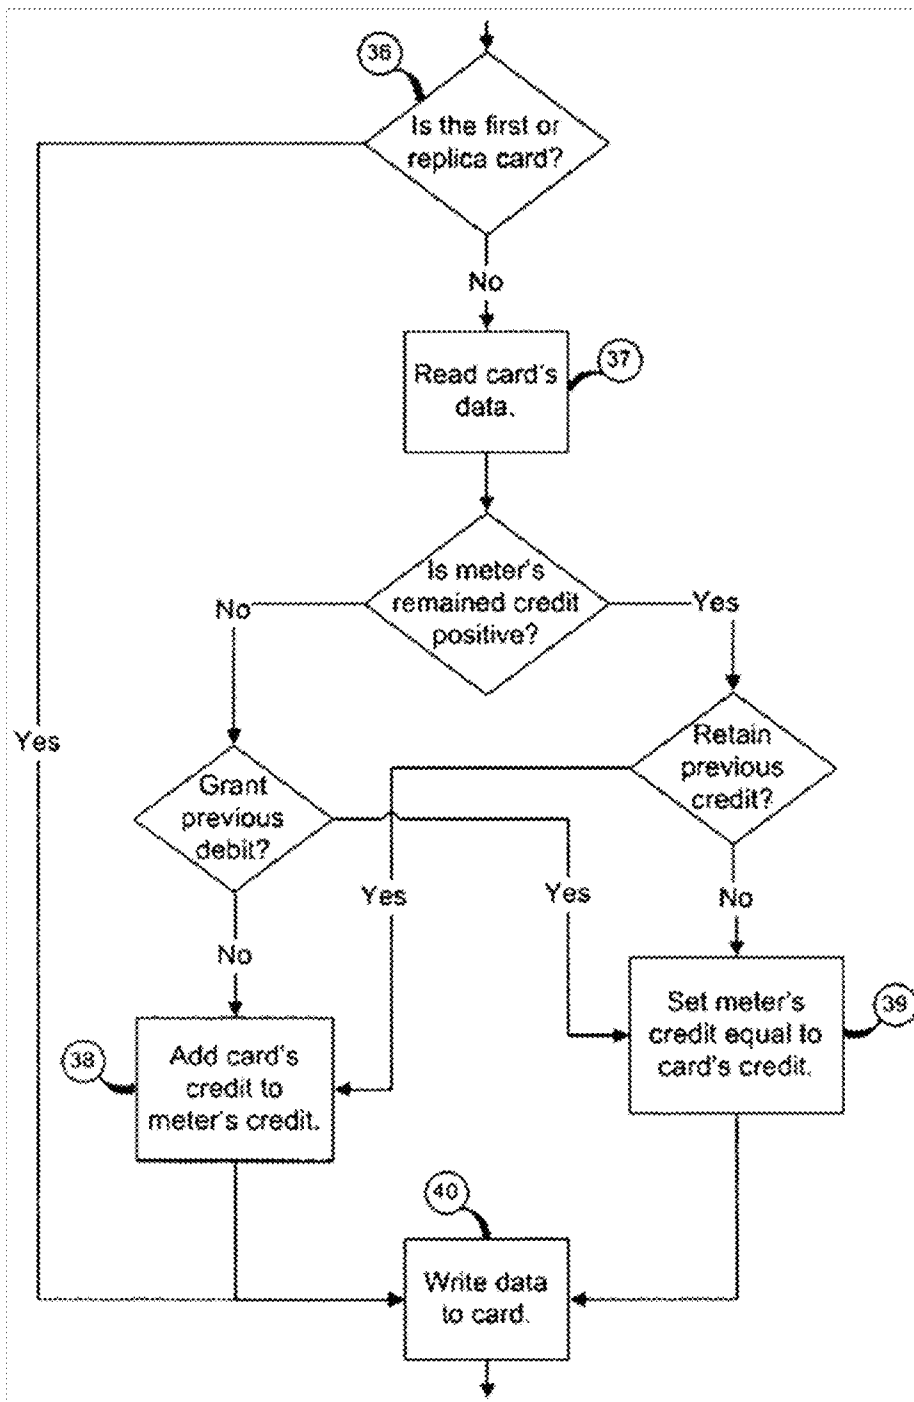 36
Is the first or
replica card?
No
Read card's
data.
37
Is meter's
remained credit
positive?
No
Yes
Yes
Retain
previous
credit?
Grant
previous
debit?
Yes
Yes
No
No
Set meter's
credit equal to
card's credit.
39
38
Add card's
credit to
meter's credit.
40
Write data
to card.